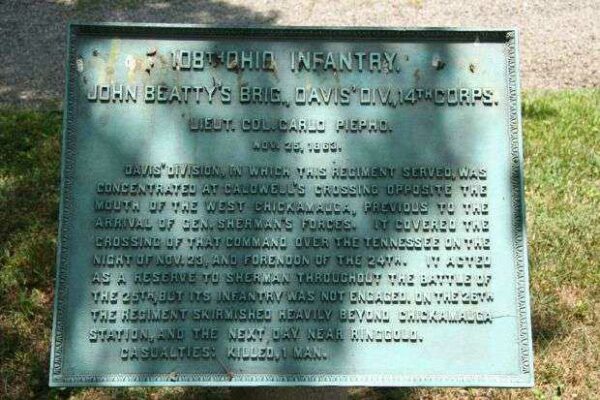 108TH OHIO INFANTRY.
JOHN BEATTY'S BRIG., DAVIS' DIV., 14TH CORPS.
LIEUT. COL. CARLO PIEPHO.
NOV. 25, 1863.
DAVIS' DIVISION, IN WHICH THIS REGIMENT SERVED, WAS
CONCENTRATED AT CALDWELL'S CROSSING OPPOSITE THE
MOUTH OF THE WEST CHICKAMAUGA, PREVIOUS TO THE
ARRIVAL OF GEN. SHERMAN'S FORCES. IT COVERED THE
CROSSING OF THAT COMMAND OVER THE TENNESSEE ON THE
NIGHT OF NOV. 23, AND FORENOON OF THE 24TH. IT ACTED
AS A RESERVE TO SHERMAN THROUGHOUT THE BATTLE OF
THE 25TH, BUT ITS INFANTRY WAS NOT ENGAGED. ON THE 26TH
THE REGIMENT SKIRMISHED HEAVILY BEYOND CHICKAMAUGA
STATION, AND THE NEXT DAY NEAR RINGGOLD.
CASUALTIES: KILLED, 1 MAN.